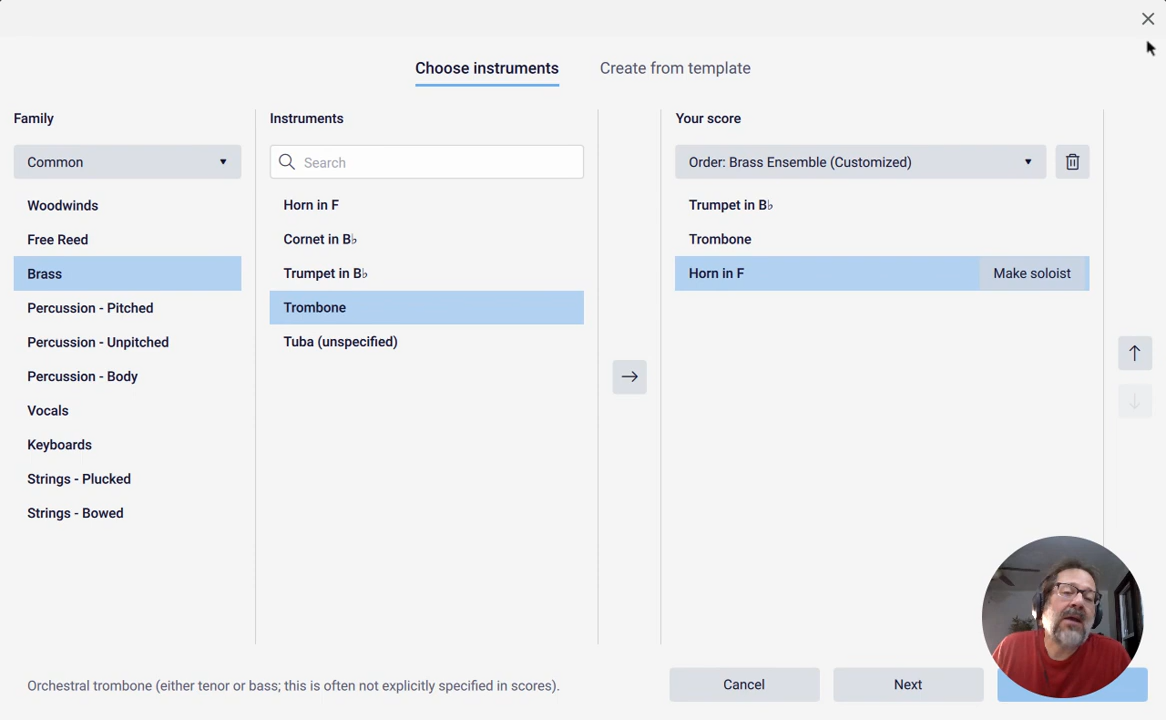 Choose instruments
Create from template
Family
Instruments
Your score
Common
Search
Order: Brass Ensemble (Customized)
Woodwinds
Free Reed
Brass
Percussion - Pitched
Percussion - Unpitched
Percussion - Body
Vocals
Keyboards
Strings - Plucked
Strings - Bowed
Horn in F
Cornet in B♭
Trumpet in B♭
Trombone
Tuba (unspecified)
Trumpet in B♭
Trombone
Horn in F
Make soloist
Orchestral trombone (either tenor or bass; this is often not explicitly specified in scores).
Cancel
Next